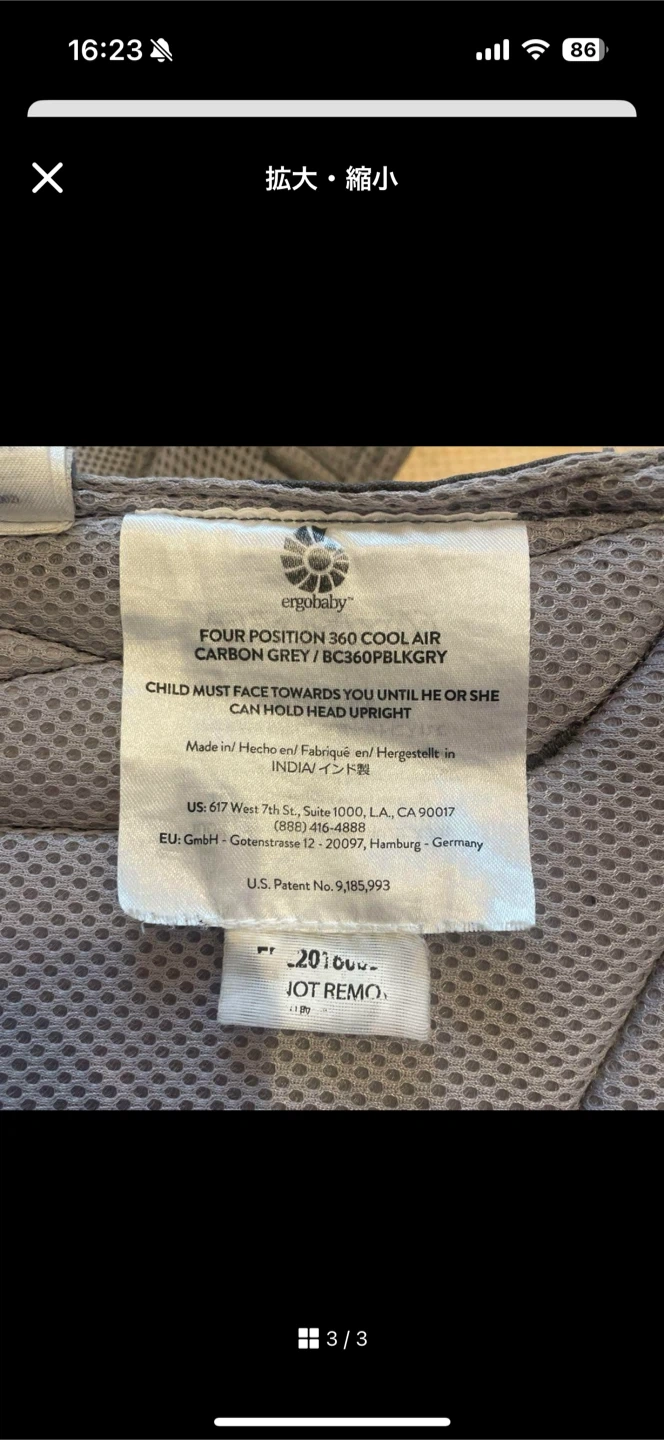 16:23
86
拡大・縮小
ergobaby™
FOUR POSITION 360 COOL AIR
CARBON GREY / BC360PBLKGRY
CHILD MUST FACE TOWARDS YOU UNTIL HE OR SHE
CAN HOLD HEAD UPRIGHT
Made in/ Hecho en/ Fabriqué en/ Hergestellt in
INDIA/インド製
US: 617 West 7th St., Suite 1000, L.A., CA 90017
(888) 416-4888
EU: GmbH - Gotenstrasse 12 - 20097, Hamburg - Germany
U.S. Patent No. 9,185,993
3 / 3